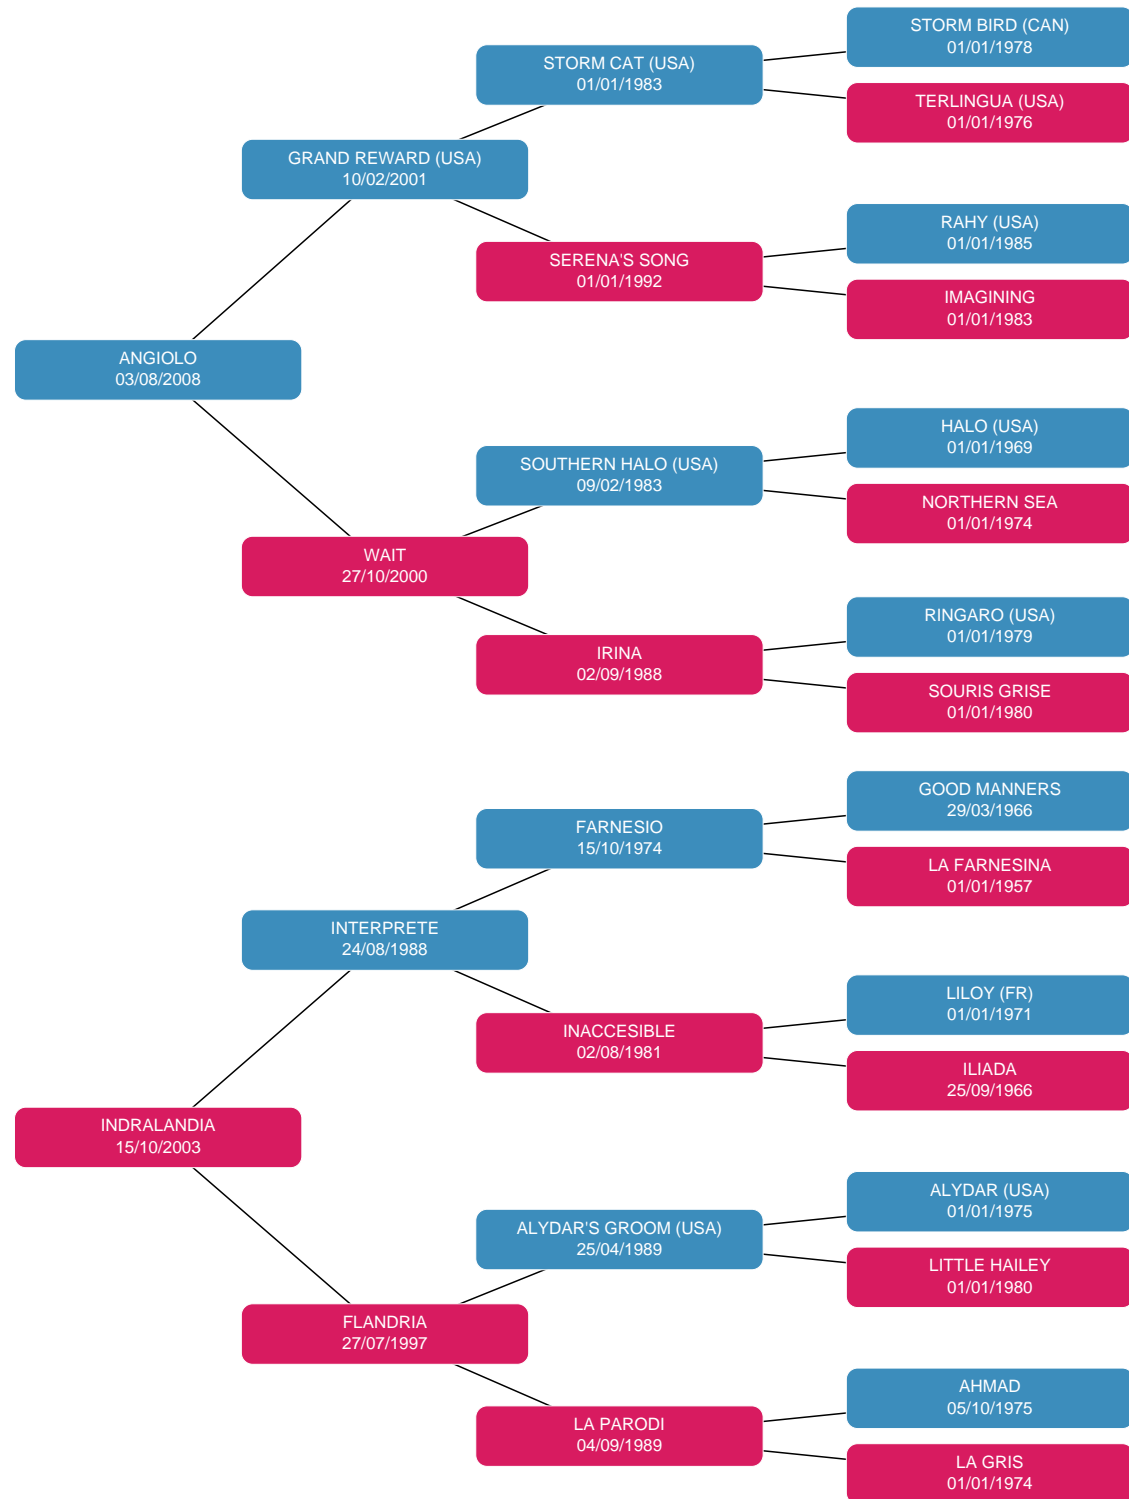 STORM BIRD (CAN)
01/01/1978
STORM CAT (USA)
01/01/1983
TERLINGUA (USA)
01/01/1976
GRAND REWARD (USA)
10/02/2001
RAHY (USA)
01/01/1985
SERENA'S SONG
01/01/1992
IMAGINING
01/01/1983
ANGIOLO
03/08/2008
HALO (USA)
01/01/1969
SOUTHERN HALO (USA)
09/02/1983
NORTHERN SEA
01/01/1974
WAIT
27/10/2000
RINGARO (USA)
01/01/1979
IRINA
02/09/1988
SOURIS GRISE
01/01/1980
GOOD MANNERS
29/03/1966
FARNESIO
15/10/1974
LA FARNESINA
01/01/1957
INTERPRETE
24/08/1988
LILOY (FR)
01/01/1971
INACCESIBLE
02/08/1981
ILIADA
25/09/1966
INDRALANDIA
15/10/2003
ALYDAR (USA)
01/01/1975
ALYDAR'S GROOM (USA)
25/04/1989
LITTLE HAILEY
01/01/1980
FLANDRIA
27/07/1997
AHMAD
05/10/1975
LA PARODI
04/09/1989
LA GRIS
01/01/1974